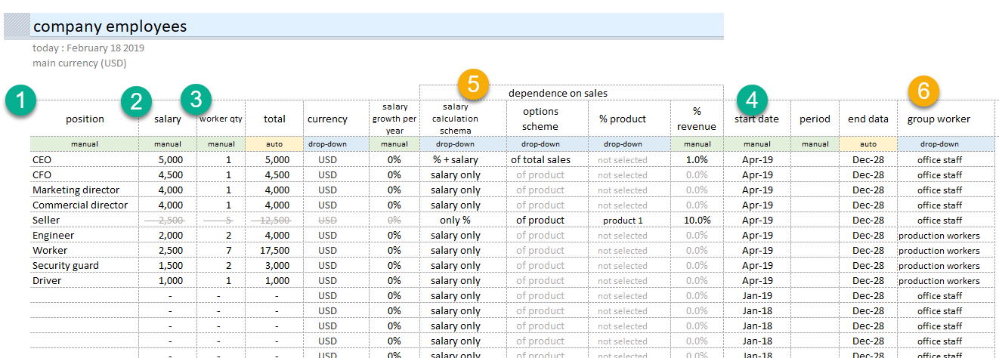 company employees
today : February 18 2019
main currency (USD)
1 2 3 5 4 6
dependence on sales
position salary worker qty total currency salary growth per year salary calculation schema options scheme % product % revenue start date period end data group worker
manual manual manual auto drop-down manual drop-down drop-down drop-down manual manual manual auto drop-down
CEO 5,000 1 5,000 USD 0% % + salary of total sales not selected 1.0% Apr-19 Dec-28 office staff
CFO 4,500 1 4,500 USD 0% salary only of product not selected 0.0% Apr-19 Dec-28 office staff
Marketing director 4,000 1 4,000 USD 0% salary only of product not selected 0.0% Apr-19 Dec-28 office staff
Commercial director 4,000 1 4,000 USD 0% salary only of product not selected 0.0% Apr-19 Dec-28 office staff
Seller 2,500 5 12,500 USD 0% only % of product product 1 10.0% Apr-19 Dec-28 office staff
Engineer 2,000 2 4,000 USD 0% salary only of product not selected 0.0% Apr-19 Dec-28 production workers
Worker 2,500 7 17,500 USD 0% salary only of product not selected 0.0% Apr-19 Dec-28 production workers
Security guard 1,500 2 3,000 USD 0% salary only of product not selected 0.0% Apr-19 Dec-28 production workers
Driver 1,000 1 1,000 USD 0% salary only of product not selected 0.0% Apr-19 Dec-28 production workers
- - - USD 0% salary only of product not selected 0.0% Jan-19 Dec-28 office staff
- - - USD 0% salary only of product not selected 0.0% Jan-18 Dec-28 office staff
- - - USD 0% salary only of product not selected 0.0% Jan-18 Dec-28 office staff
- - - USD 0% salary only of product not selected 0.0% Jan-18 Dec-28 office staff
- - - USD 0% salary only of product not selected 0.0% Jan-18 Dec-28 office staff